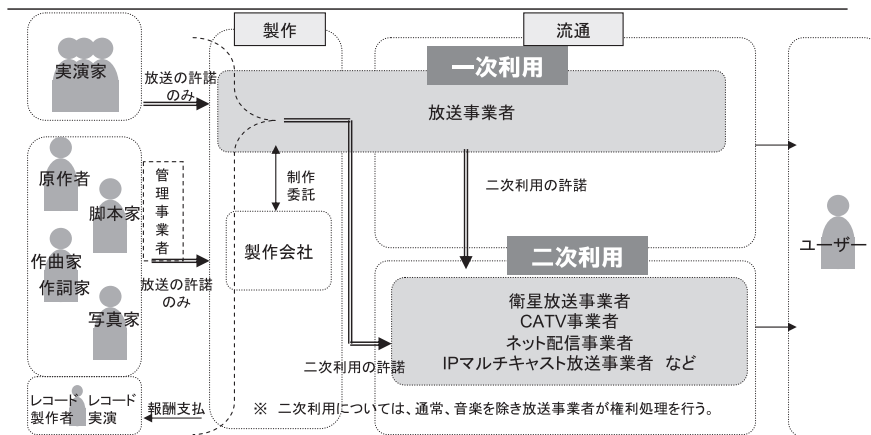 製作
流通
一次利用
実演家
放送の許諾
のみ
放送事業者
原作者
脚本家
作曲家
作詞家
写真家
管
理
事
業
者
放送の許諾
のみ
制作
委託
製作会社
二次利用の許諾
二次利用
衛星放送事業者
CATV事業者
ネット配信事業者
IPマルチキャスト放送事業者 など
二次利用の許諾
ユーザー
レコード
製作者
レコード
実演
報酬支払
※ 二次利用については、通常、音楽を除き放送事業者が権利処理を行う。